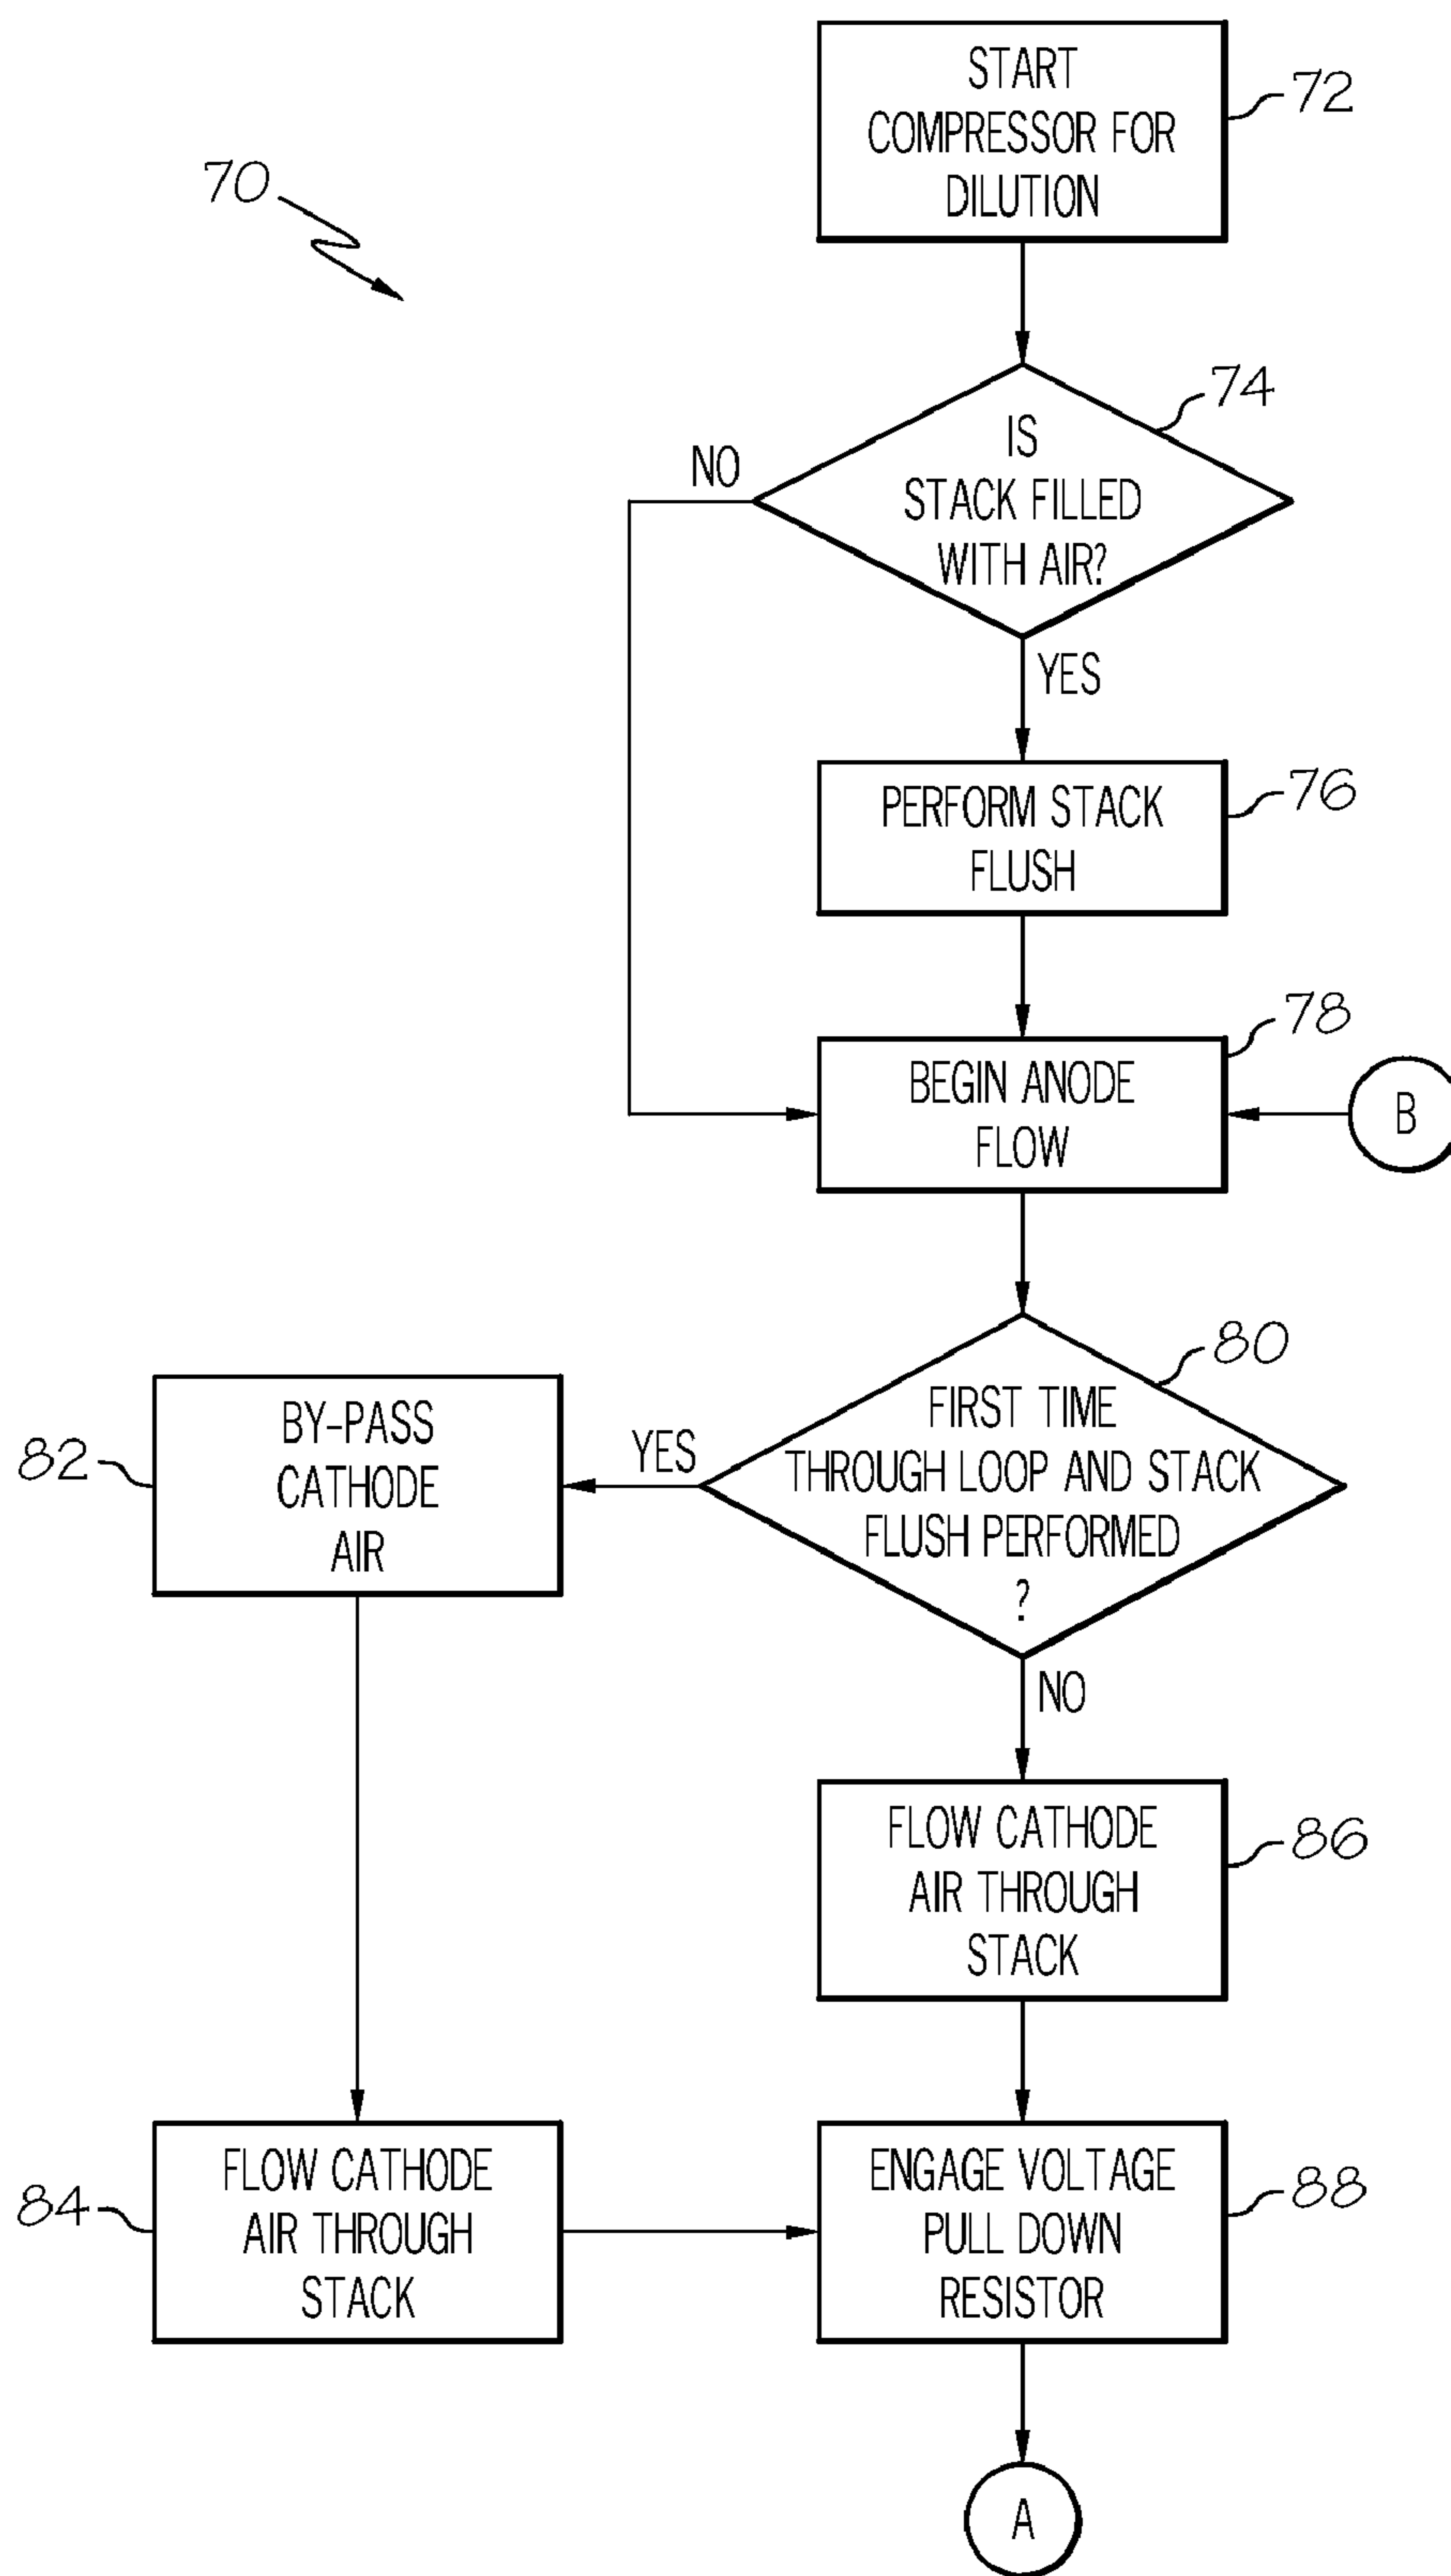 START
COMPRESSOR FOR
DILUTION
72
70
74
IS
STACK FILLED
WITH AIR?
NO
YES
PERFORM STACK
FLUSH
76
78
BEGIN ANODE
FLOW
B
80
FIRST TIME
THROUGH LOOP AND STACK
FLUSH PERFORMED
?
YES
BY-PASS
CATHODE
AIR
82
NO
FLOW CATHODE
AIR THROUGH
STACK
86
FLOW CATHODE
AIR THROUGH
STACK
84
ENGAGE VOLTAGE
PULL DOWN
RESISTOR
88
A